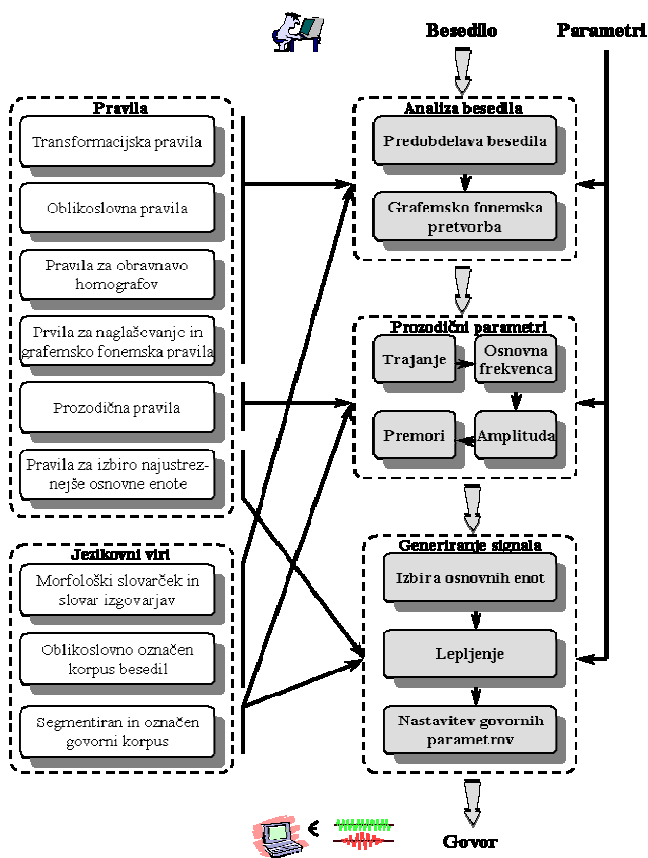 Besedilo
Parametri
Pravila
Transformacijska pravila
Oblikoslovna pravila
Pravila za obravnavo
homografov
Prvila za naglaševanje in
grafemsko fonemska pravila
Prozodična pravila
Pravila za izbiro najustrez-
nejše osnovne enote
Jezikovni viri
Morfološki slovarček in
slovar izgovarjav
Oblikoslovno označen
korpus besedil
Segmentiran in označen
govorni korpus
Analiza besedila
Predobdelava besedila
Grafemsko fonemska
pretvorba
Prozodični parametri
Trajanje
Osnovna
frekvenca
Premori
Amplituda
Generiranje signala
Izbira osnovnih enot
Lepljenje
Nastavitev govornih
parametrov
Govor